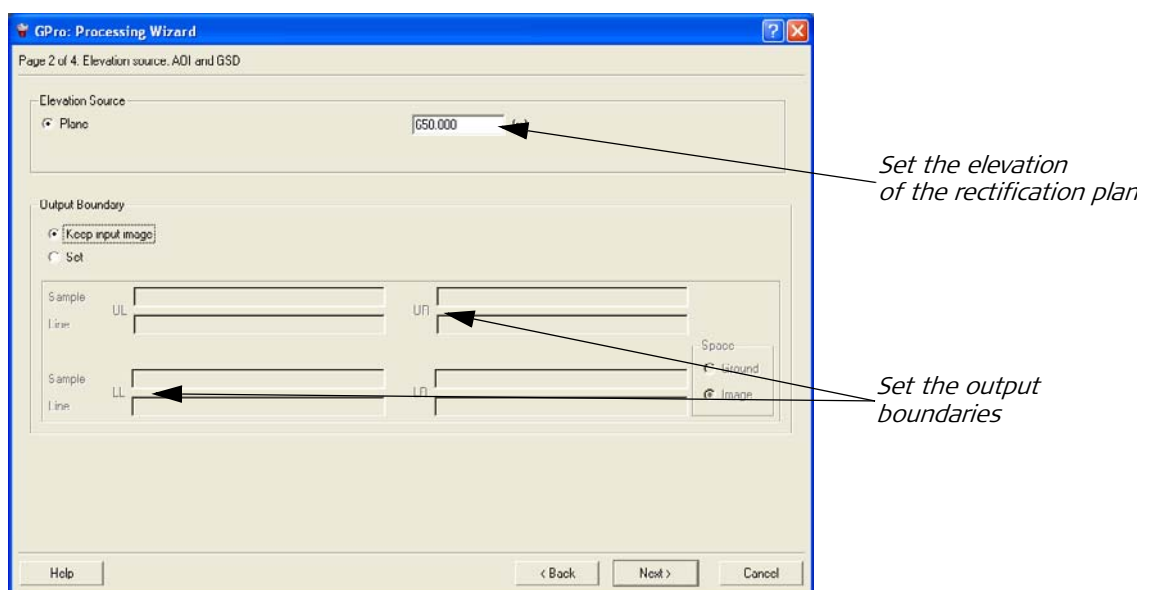 GPro: Processing Wizard
Page 2 of 4: Elevation source, AOI and GSD
Elevation Source
Plane
650.000
Set the elevation
of the rectification plan
Output Boundary
Keep input image
Set
Sample
UL
UR
Line
Space
Ground
Image
Sample
LL
LR
Line
Set the output
boundaries
Help
< Back
Next >
Cancel